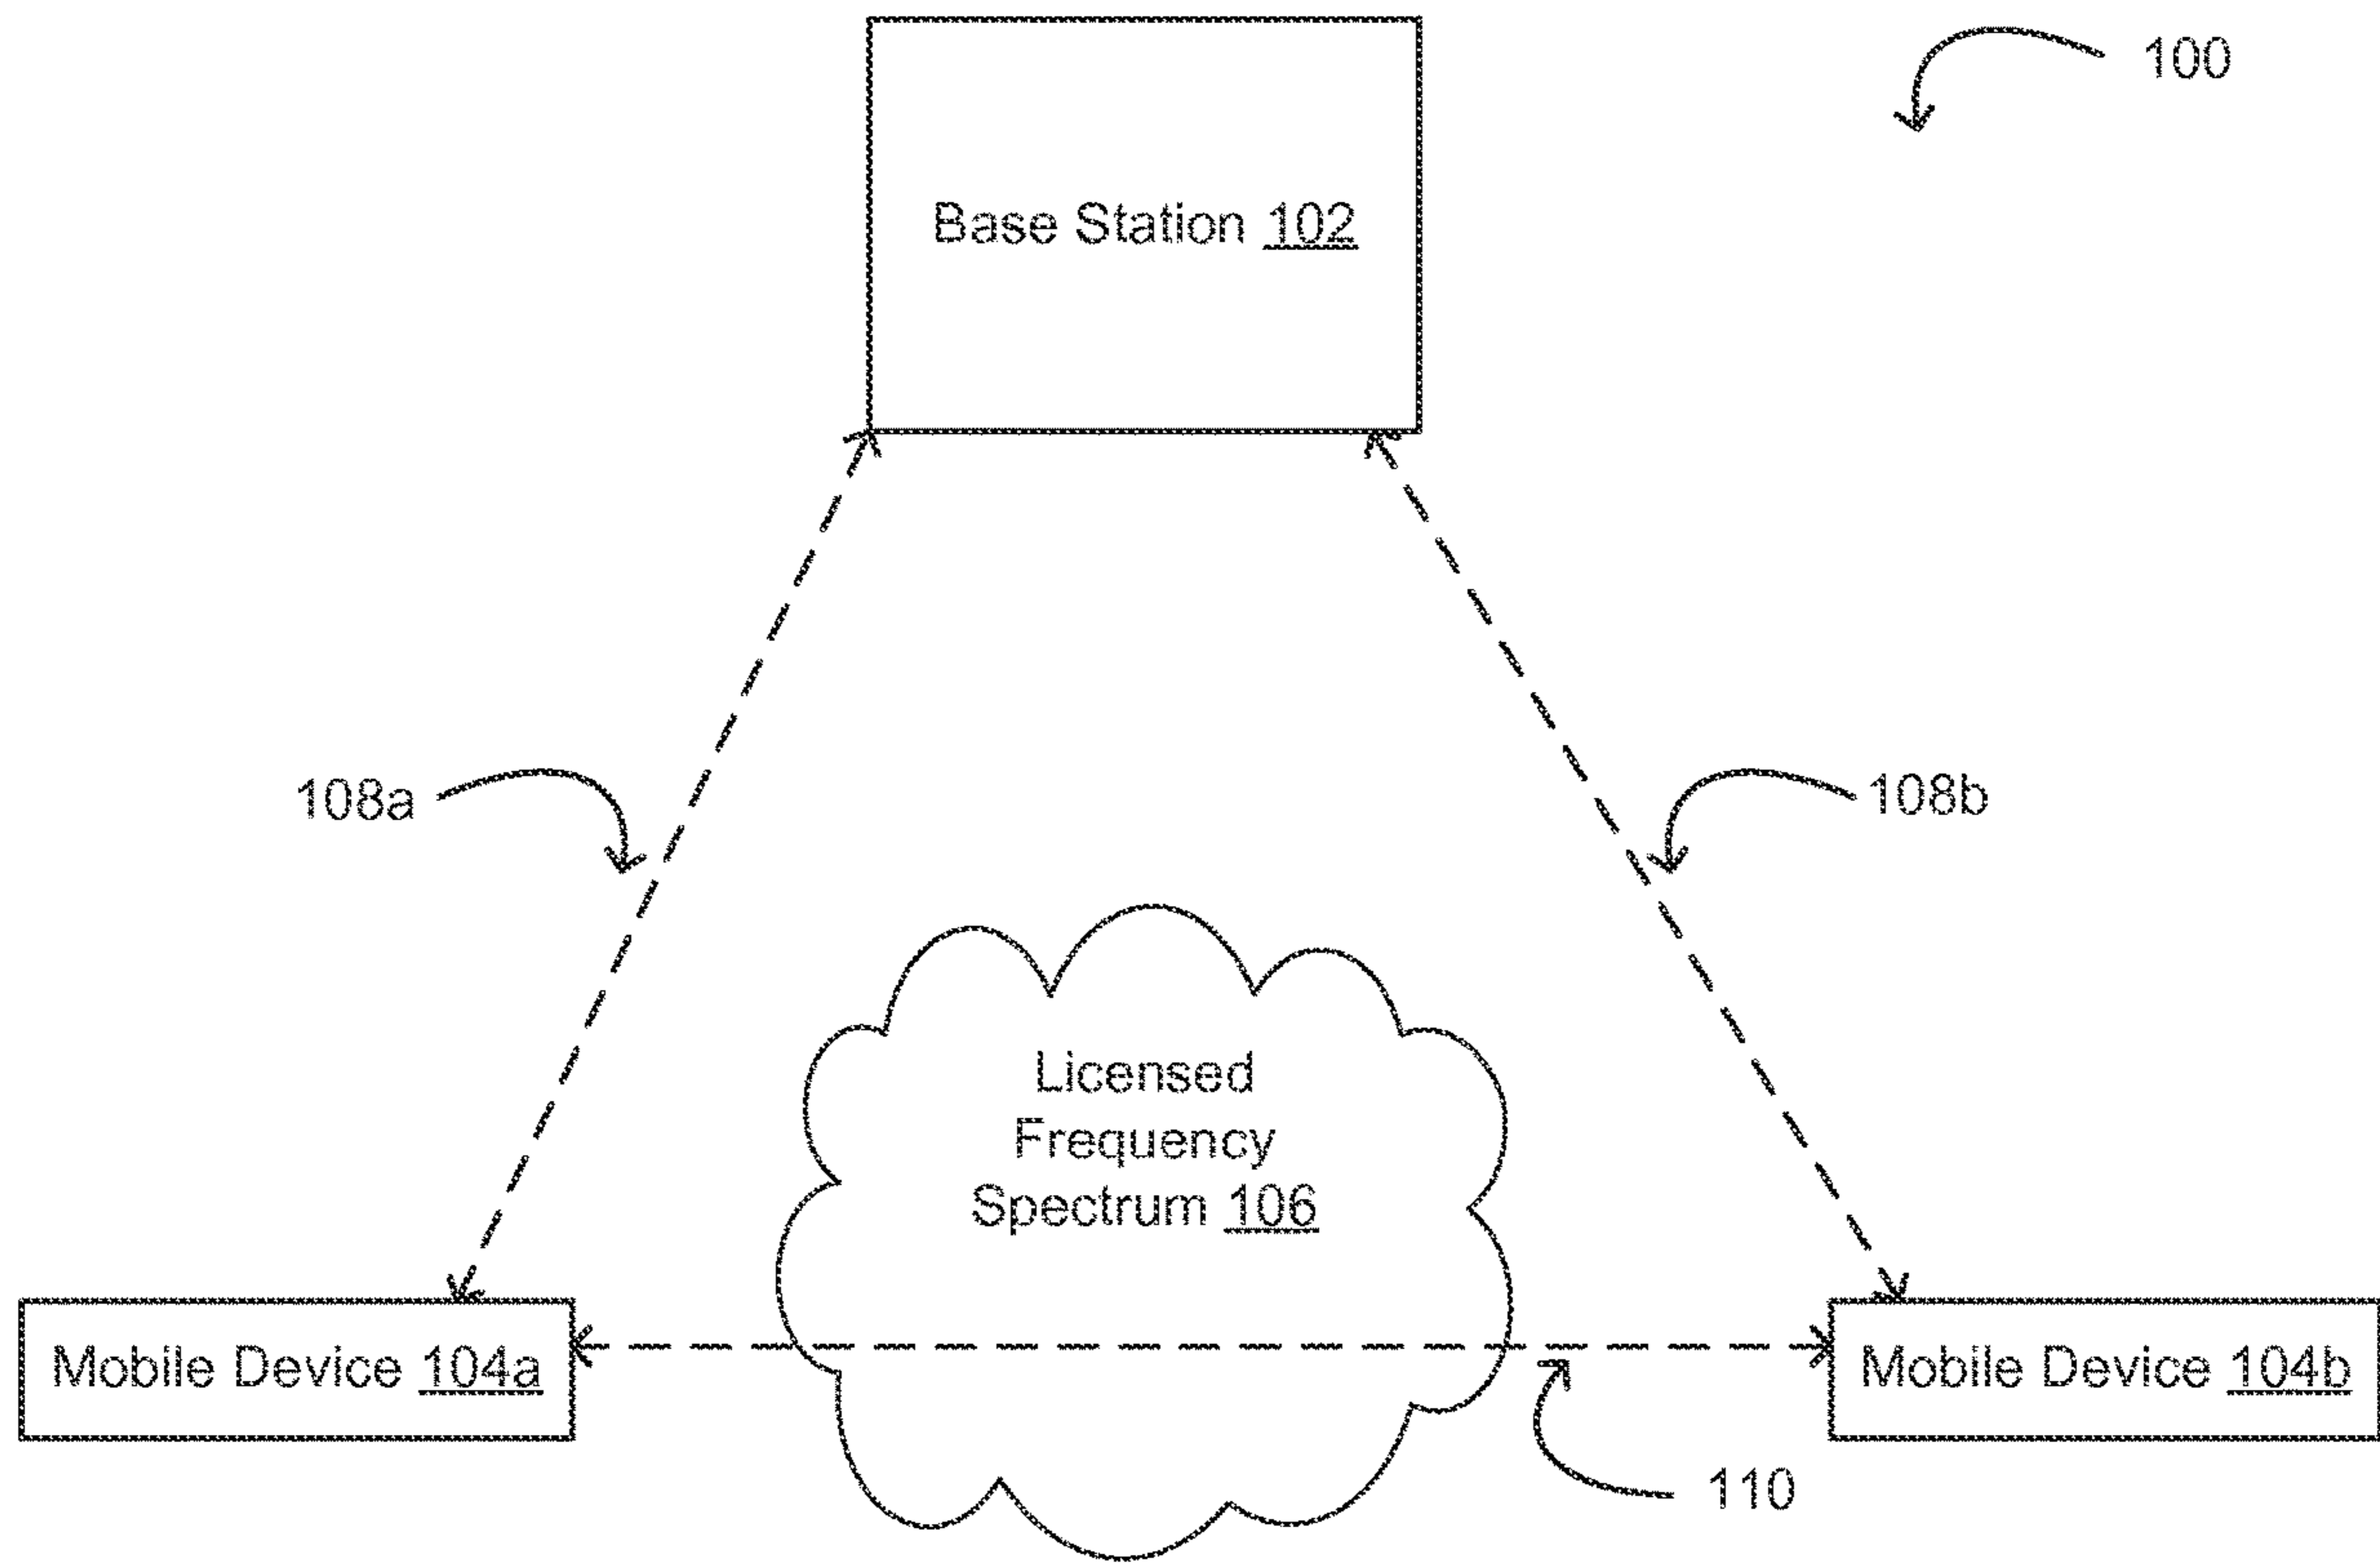 100
Base Station 102
108a
108b
Licensed
Frequency
Spectrum 106
Mobile Device 104a
Mobile Device 104b
110